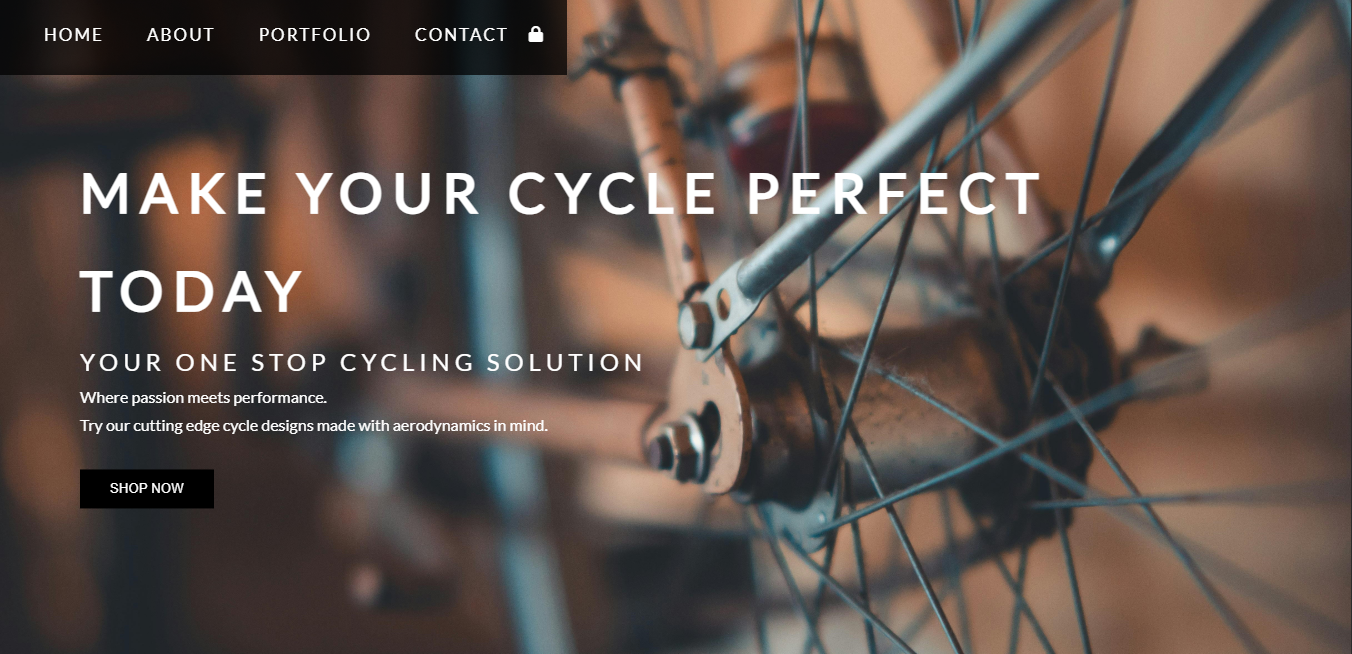 HOME ABOUT PORTFOLIO CONTACT
MAKE YOUR CYCLE PERFECT
TODAY
YOUR ONE STOP CYCLING SOLUTION
Where passion meets performance.
Try our cutting edge cycle designs made with aerodynamics in mind.
SHOP NOW